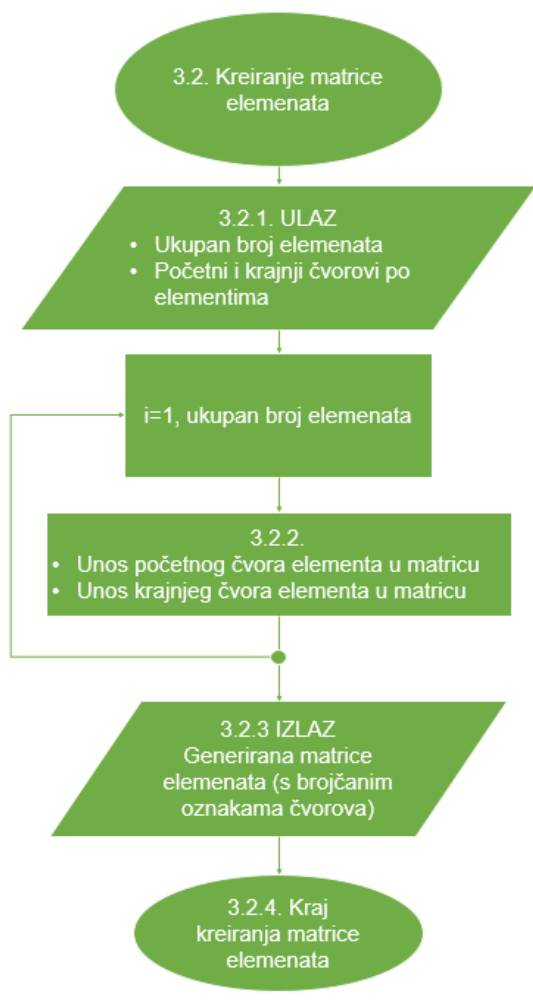 3.2. Kreiranje matrice
elemenata
3.2.1. ULAZ
• Ukupan broj elemenata
• Početni i krajnji čvorovi po
elementima
i=1, ukupan broj elemenata
3.2.2.
• Unos početnog čvora elementa u matricu
• Unos krajnjeg čvora elementa u matricu
3.2.3 IZLAZ
Generirana matrice
elemenata (s brojčanim
oznakama čvorova)
3.2.4. Kraj
kreiranja matrice
elemenata